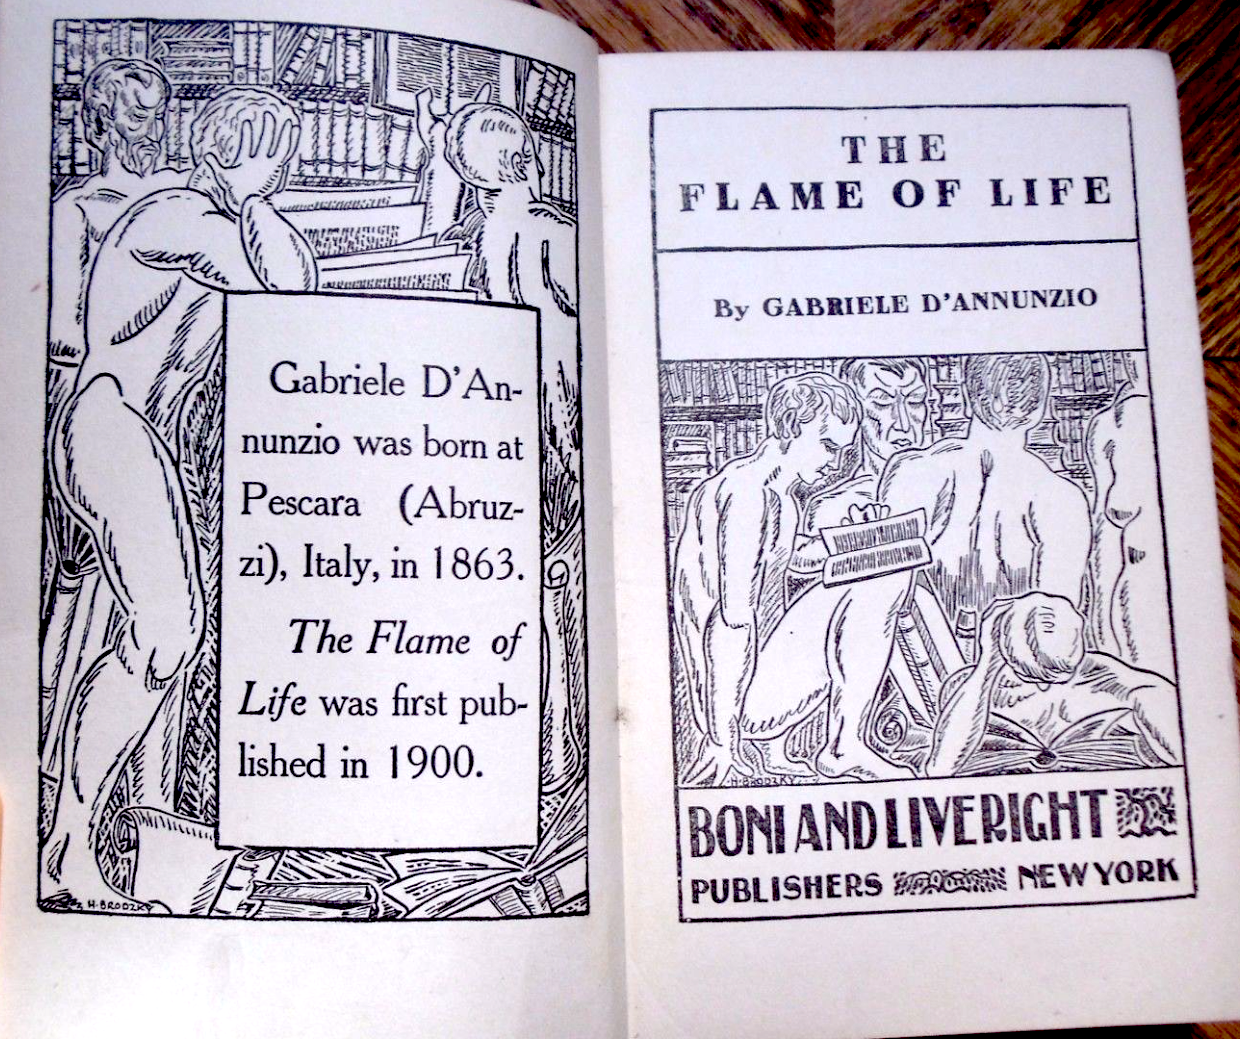 Gabriele D'An-
nunzio was born at
Pescara (Abruz-
zi), Italy, in 1863.
The Flame of
Life was first pub-
lished in 1900.
H·BRODZKY
THE
FLAME OF LIFE
By GABRIELE D'ANNUNZIO
H·BRODZKY
BONI AND LIVERIGHT
PUBLISHERS NEW YORK